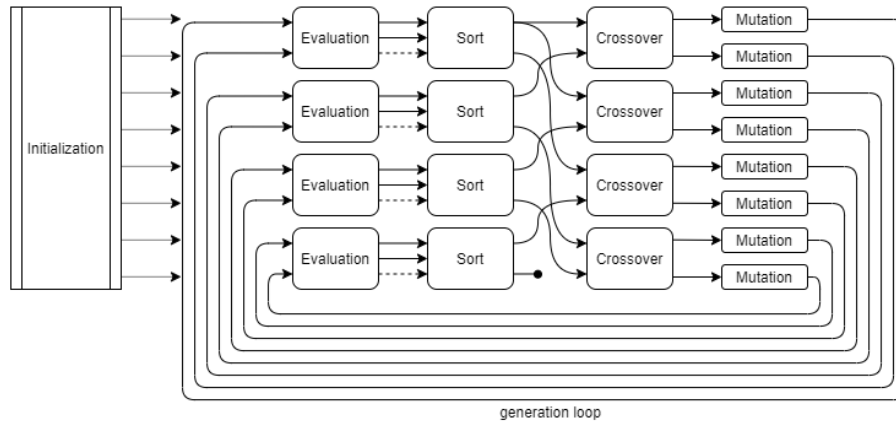 Evaluation
Sort
Crossover
Mutation
Mutation
Evaluation
Sort
Crossover
Mutation
Mutation
Initialization
Evaluation
Sort
Crossover
Mutation
Mutation
Evaluation
Sort
Crossover
Mutation
Mutation
generation loop